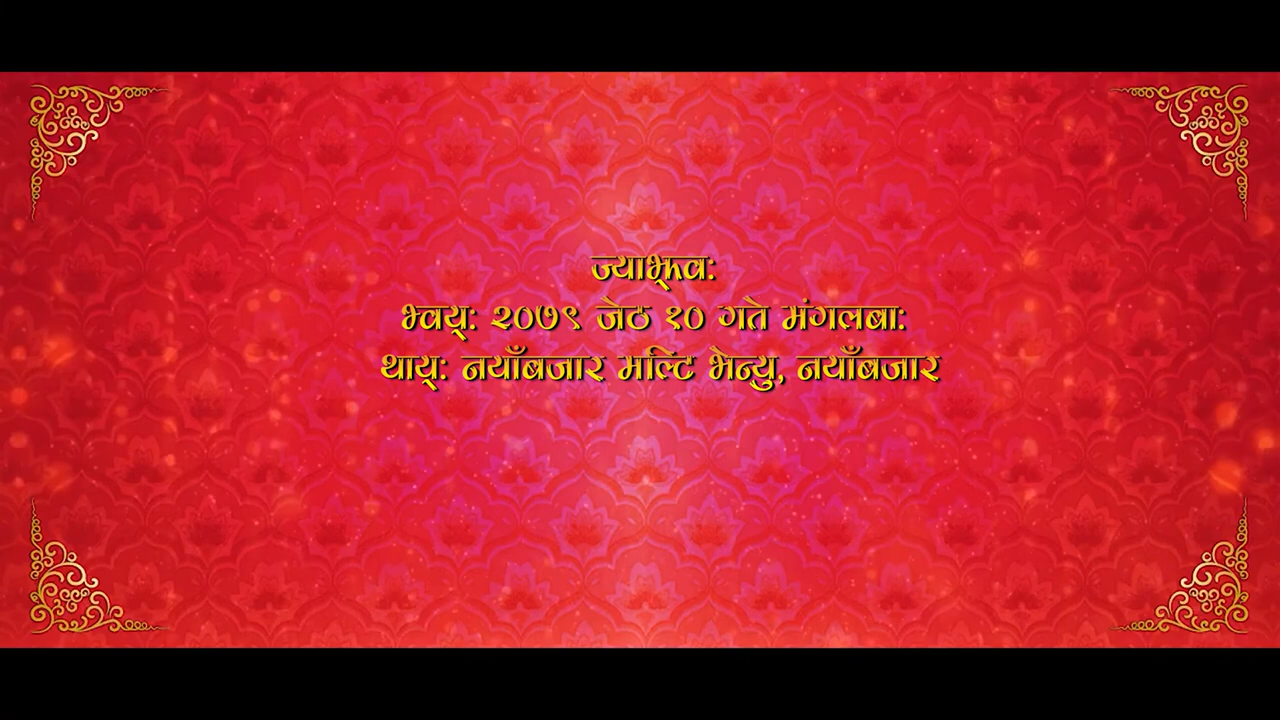 ज्याझ्वः
भ्वय्: २०७९ जेठ १० गते मंगलबाः
थाय्: नयाँबजार मल्टि भेन्यु, नयाँबजार